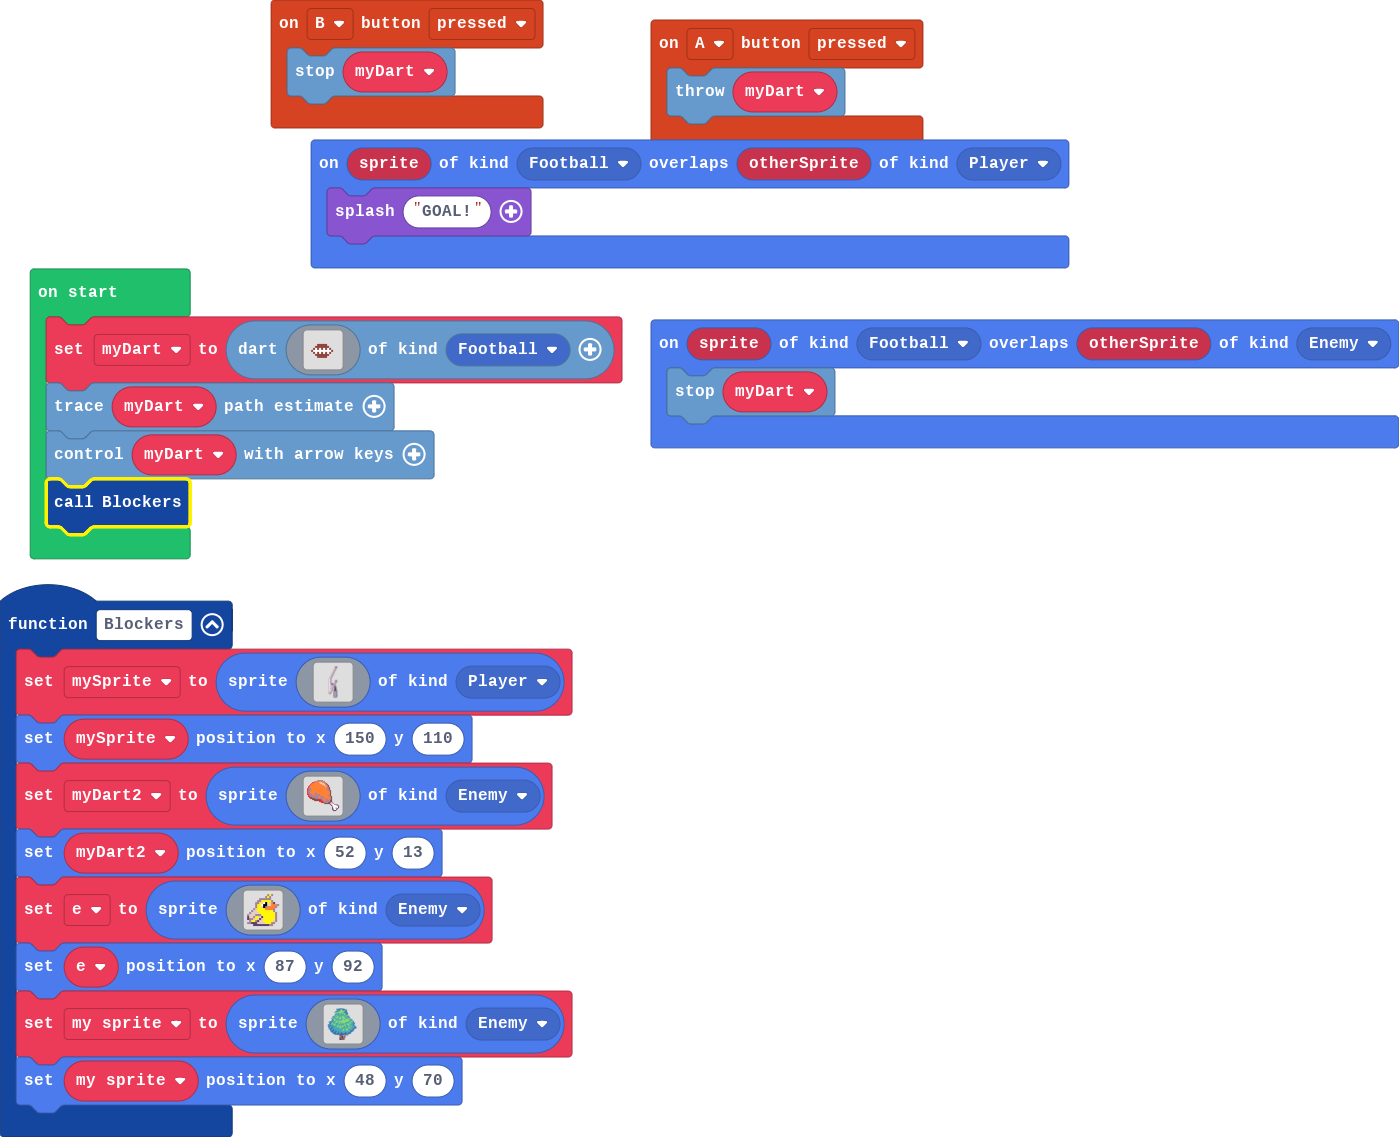 on B button pressed
stop myDart
on A button pressed
throw myDart
on sprite of kind Football overlaps otherSprite of kind Player
splash "GOAL!"
on start
set myDart to dart of kind Football
trace myDart path estimate
control myDart with arrow keys
call Blockers
on sprite of kind Football overlaps otherSprite of kind Enemy
stop myDart
function Blockers
set mySprite to sprite of kind Player
set mySprite position to x 150 y 110
set myDart2 to sprite of kind Enemy
set myDart2 position to x 52 y 13
set e to sprite of kind Enemy
set e position to x 87 y 92
set my sprite to sprite of kind Enemy
set my sprite position to x 48 y 70